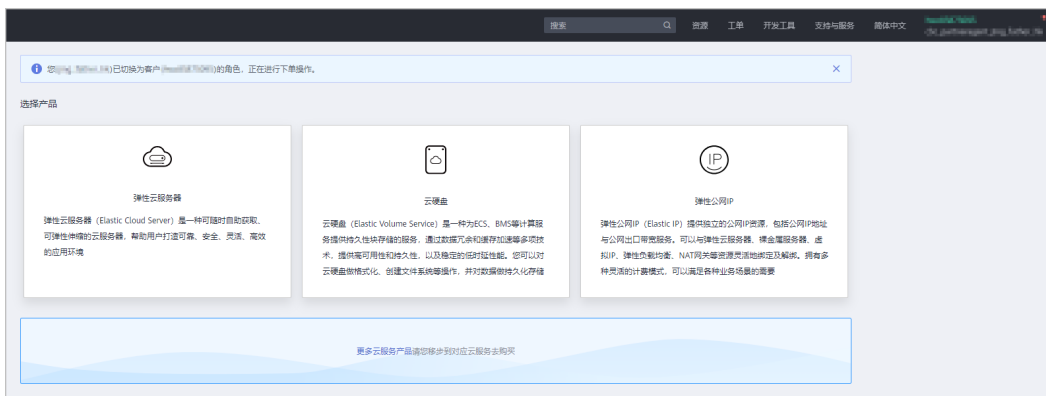 搜索 资源 工单 开发工具 支持与服务 简体中文
您( )已切换为客户( )的角色，正在进行下单操作。
选择产品
弹性云服务器
弹性云服务器（Elastic Cloud Server）是一种可随时自助获取、
可弹性伸缩的云服务器，帮助用户打造可靠、安全、灵活、高效
的应用环境
云硬盘
云硬盘（Elastic Volume Service）是一种为ECS、BMS等计算服
务提供持久性块存储的服务，通过数据冗余和缓存加速等多项技
术，提供高可用性和持久性，以及稳定的低时延性能。您可以对
云硬盘做格式化、创建文件系统等操作，并对数据做持久化存储
弹性公网IP
弹性公网IP（Elastic IP）提供独立的公网IP资源，包括公网IP地址
与公网出口带宽服务。可以与弹性云服务器、裸金属服务器、虚
拟IP、弹性负载均衡、NAT网关等资源灵活地绑定及解绑。拥有多
种灵活的计费模式，可以满足各种业务场景的需要
IP
更多云服务产品请您移步到对应云服务去购买